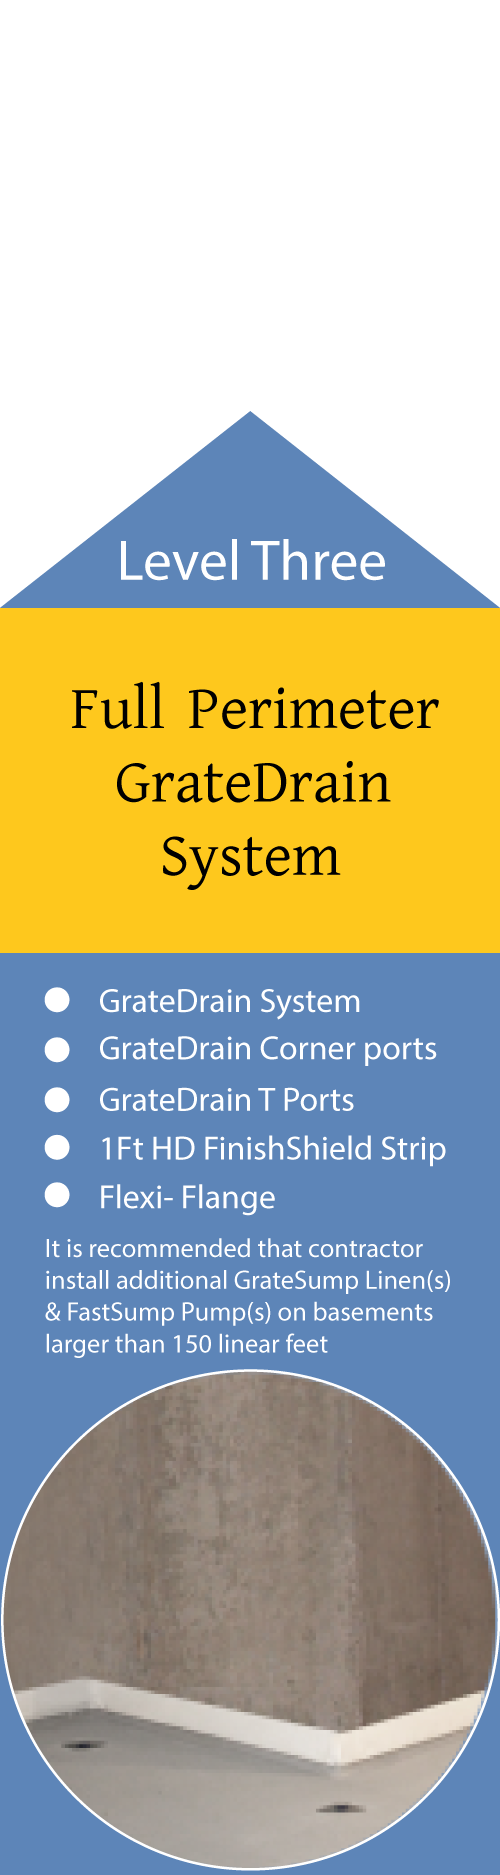 Level Three
Full Perimeter
GrateDrain
System
GrateDrain System
GrateDrain Corner ports
GrateDrain T Ports
1Ft HD FinishShield Strip
Flexi- Flange
It is recommended that contractor
install additional GrateSump Linen(s)
& FastSump Pump(s) on basements
larger than 150 linear feet